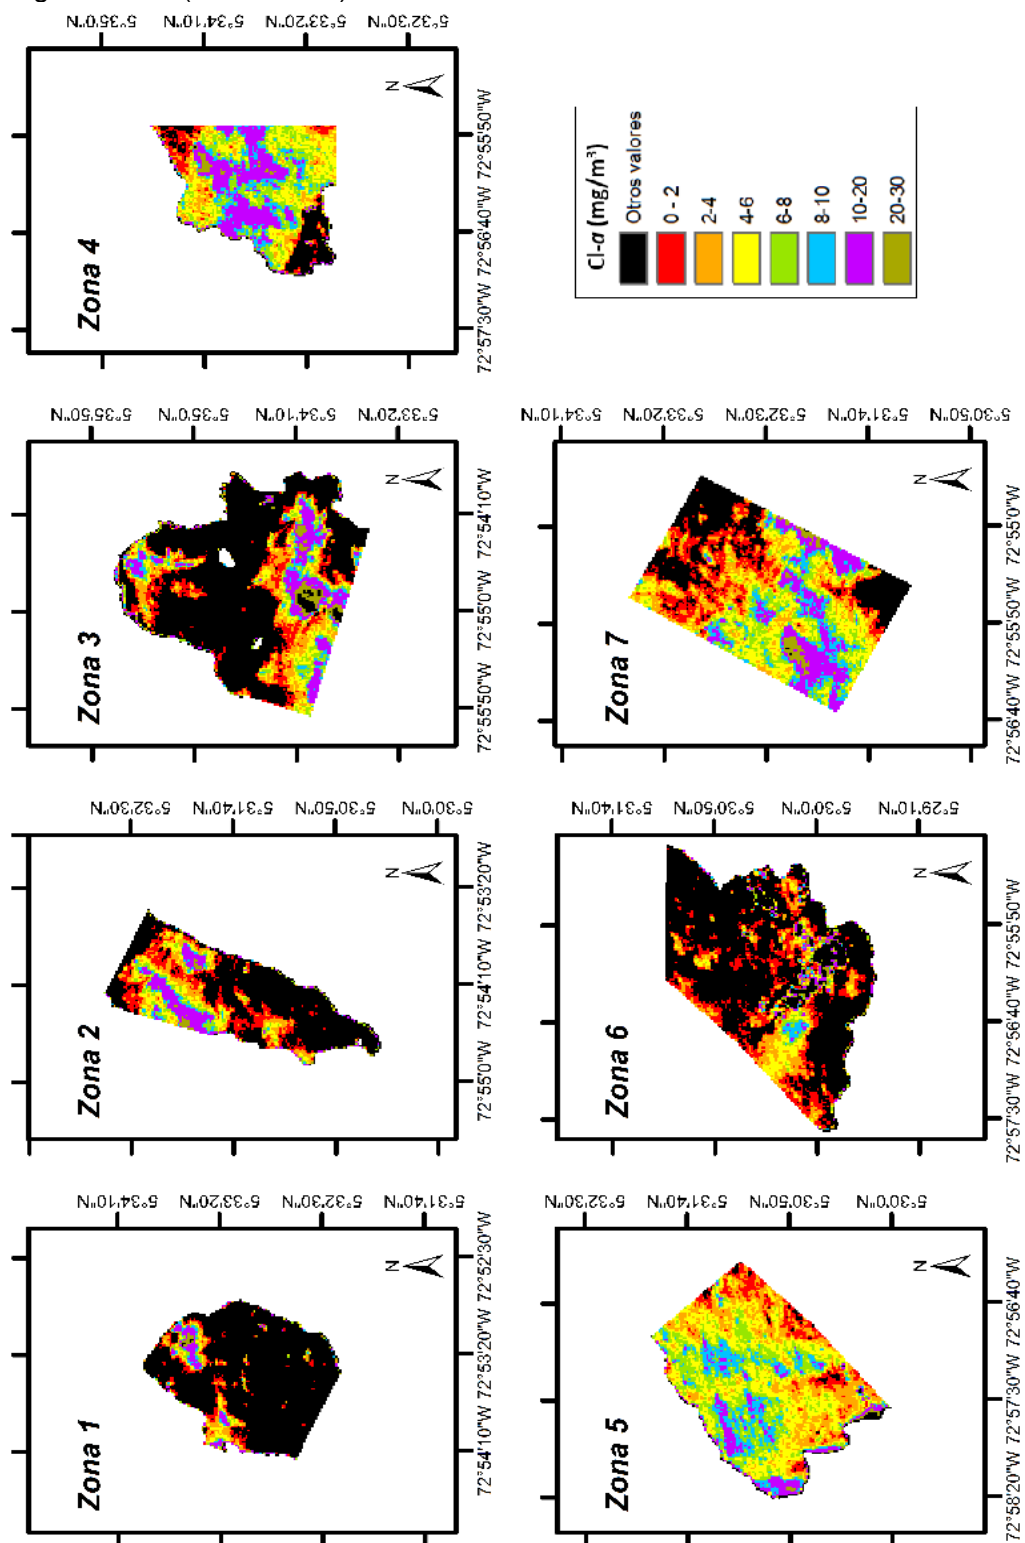 Zona 1
5°34'10"N
5°33'20"N
5°32'30"N
5°31'40"N
N
72°54'10"W 72°53'20"W 72°52'30"W
Zona 2
5°32'30"N
5°31'40"N
5°30'50"N
5°30'0"N
N
72°55'0"W 72°54'10"W 72°53'20"W
Zona 3
5°35'50"N
5°35'0"N
5°34'10"N
5°33'20"N
N
72°55'50"W 72°55'0"W 72°54'10"W
Zona 4
5°35'0"N
5°34'10"N
5°33'20"N
5°32'30"N
N
72°57'30"W 72°56'40"W 72°55'50"W
Zona 5
5°32'30"N
5°31'40"N
5°30'50"N
5°30'0"N
N
72°58'20"W 72°57'30"W 72°56'40"W
Zona 6
5°31'40"N
5°30'50"N
5°30'0"N
5°29'10"N
N
72°57'30"W 72°56'40"W 72°55'50"W
Zona 7
5°34'10"N
5°33'20"N
5°32'30"N
5°31'40"N
5°30'50"N
N
72°56'40"W 72°55'50"W 72°55'0"W
Cl-a (mg/m³)
Otros valores
0 - 2
2-4
4-6
6-8
8-10
10-20
20-30